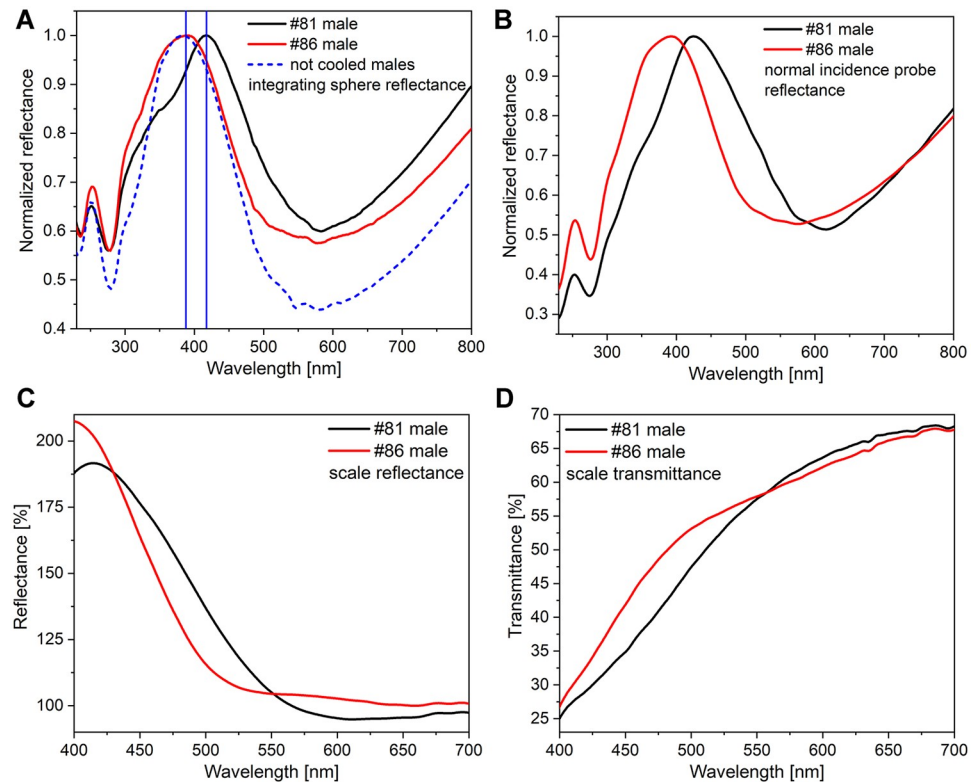 A
#81 male
#86 male
not cooled males
integrating sphere reflectance
Normalized reflectance
1.0
0.9
0.8
0.7
0.6
0.5
0.4
300 400 500 600 700 800
Wavelength [nm]
B
#81 male
#86 male
normal incidence probe
reflectance
Normalized reflectance
1.0
0.9
0.8
0.7
0.6
0.5
0.4
0.3
300 400 500 600 700 800
Wavelength [nm]
C
#81 male
#86 male
scale reflectance
Reflectance [%]
200
175
150
125
100
400 450 500 550 600 650 700
Wavelength [nm]
D
#81 male
#86 male
scale transmittance
Transmittance [%]
70
65
60
55
50
45
40
35
30
25
400 450 500 550 600 650 700
Wavelength [nm]